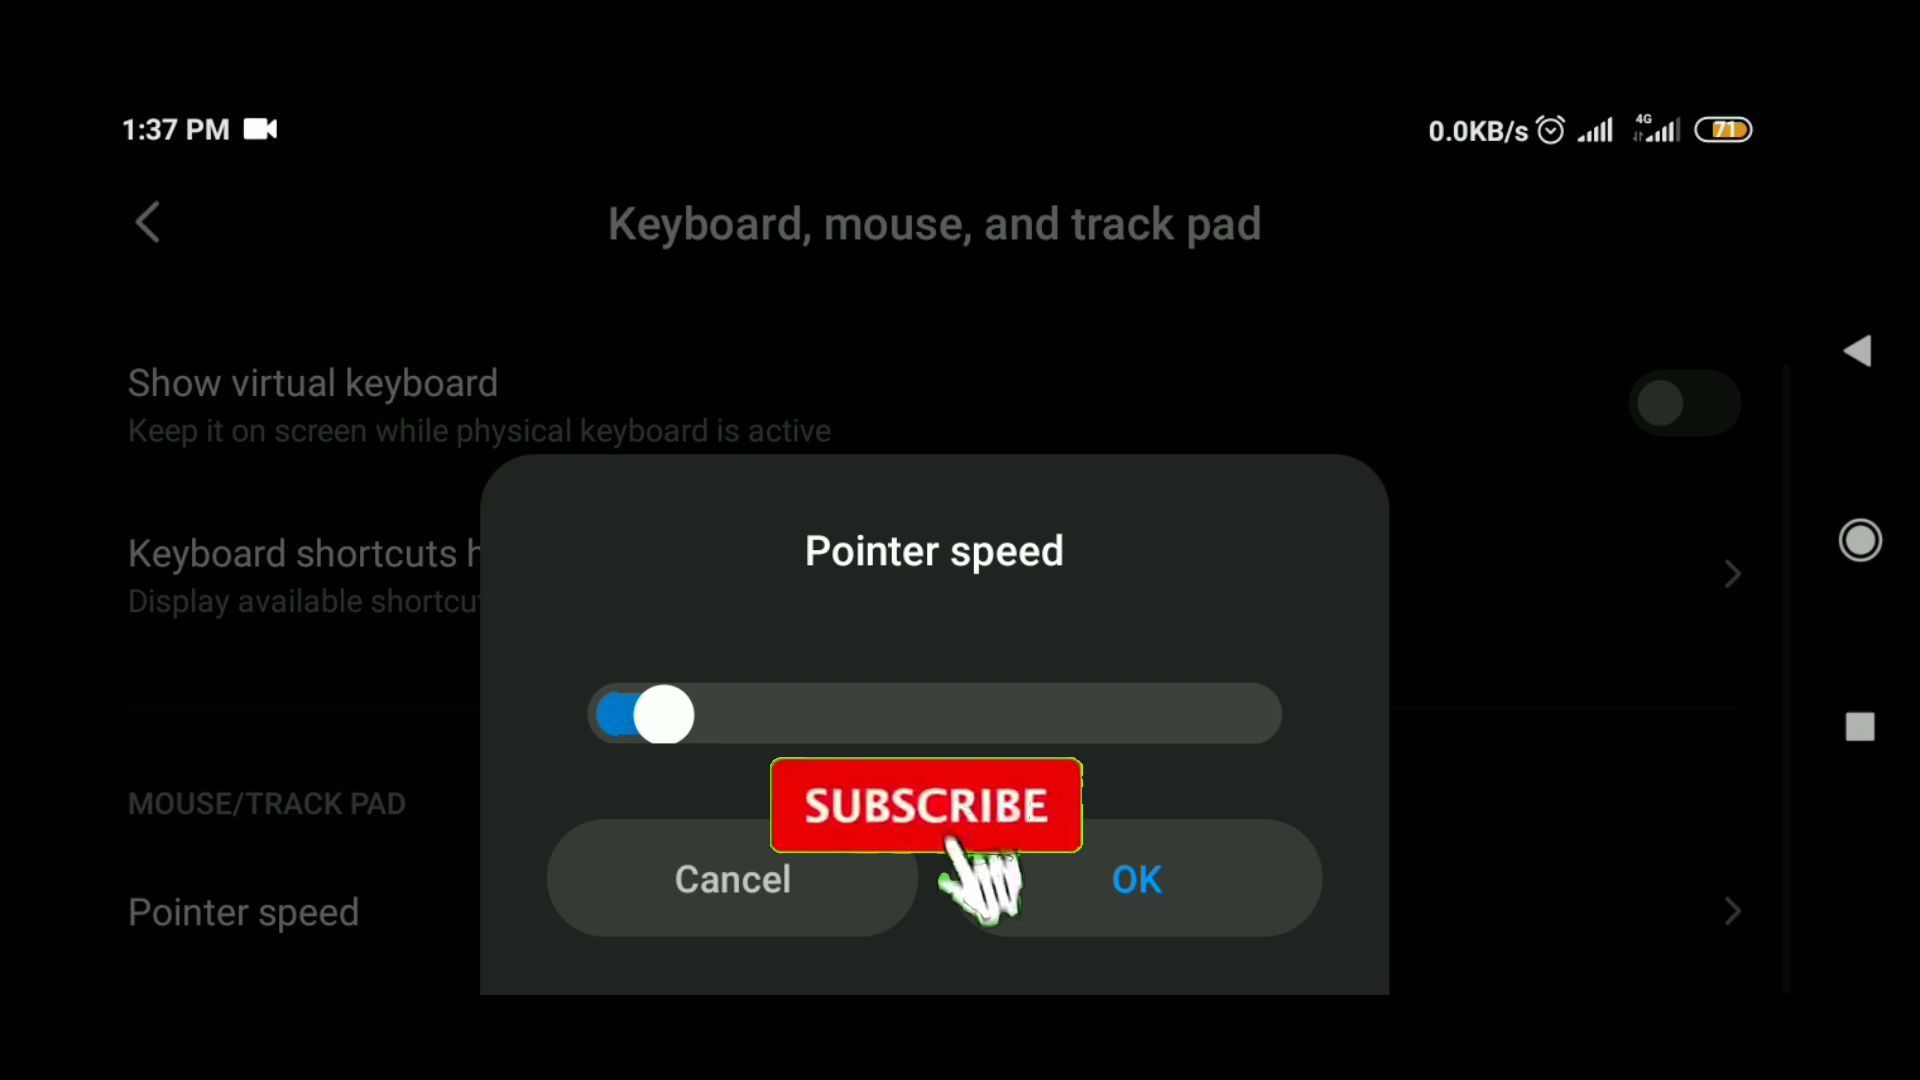 1:37 PM
0.0KB/s 4G 71
Keyboard, mouse, and track pad
Show virtual keyboard
Keep it on screen while physical keyboard is active
Pointer speed
Keyboard shortcuts h
Display available shortcu
SUBSCRIBE
MOUSE/TRACK PAD
Cancel
OK
Pointer speed